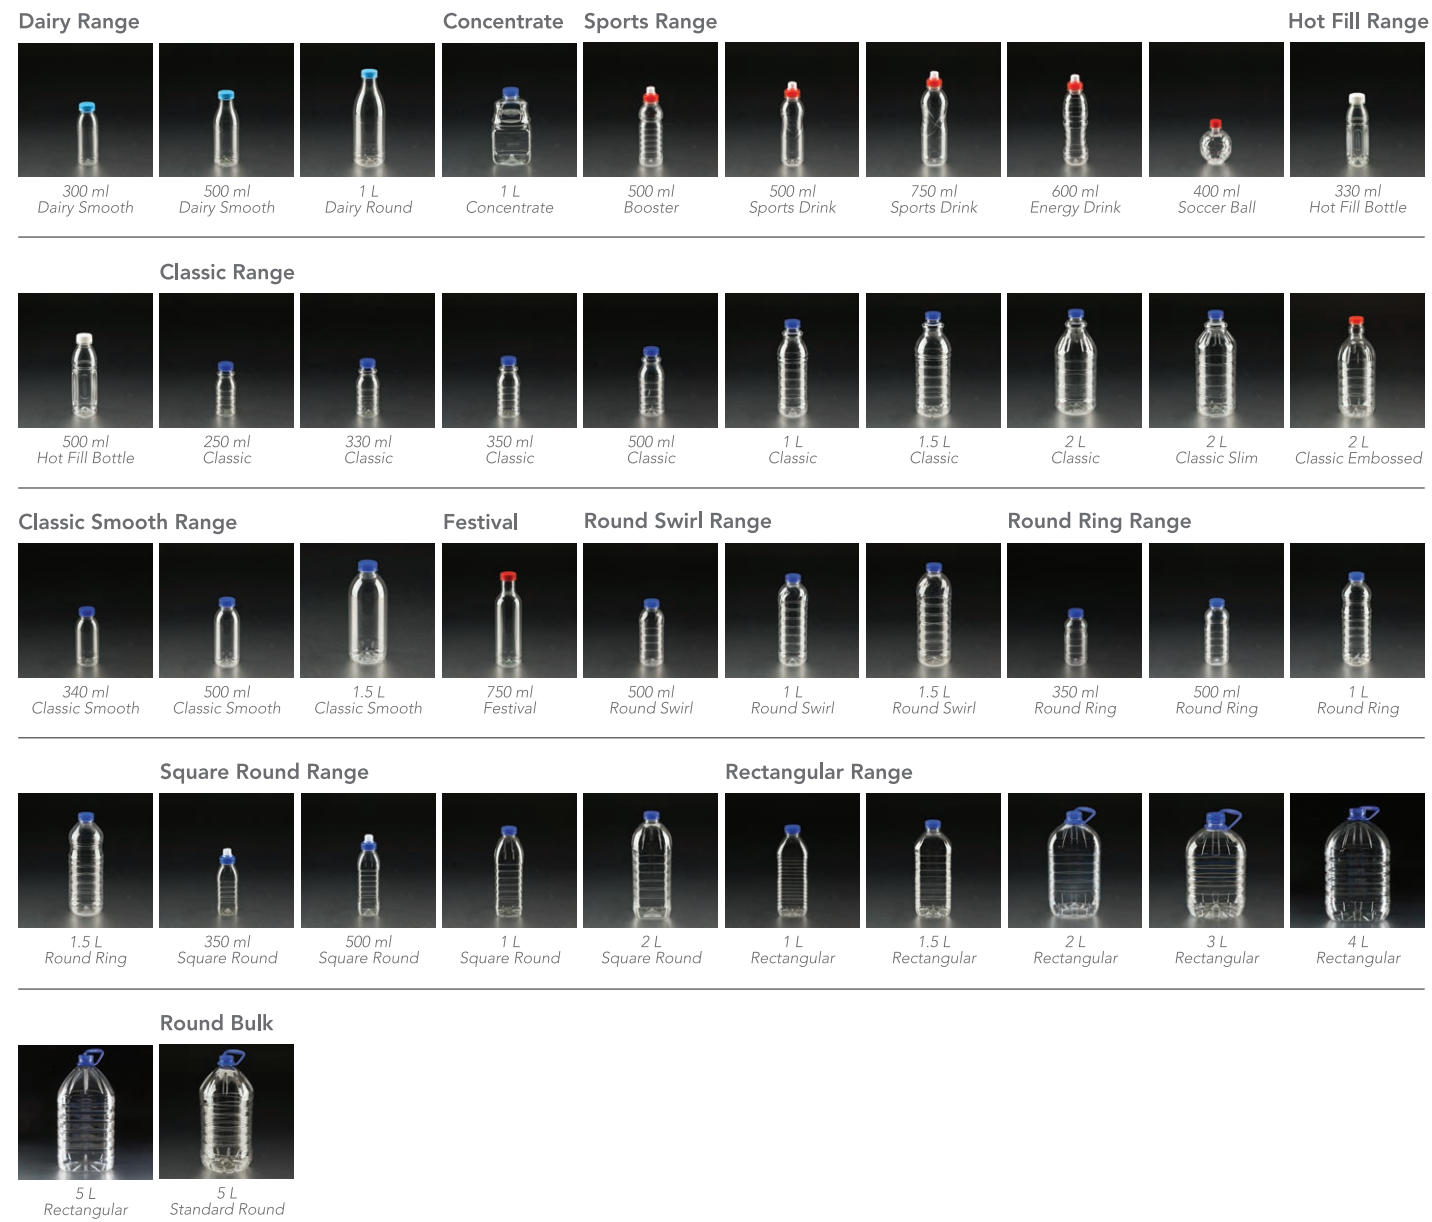 Dairy Range
Concentrate
Sports Range
Hot Fill Range
300 ml
Dairy Smooth
500 ml
Dairy Smooth
1 L
Dairy Round
1 L
Concentrate
500 ml
Booster
500 ml
Sports Drink
750 ml
Sports Drink
600 ml
Energy Drink
400 ml
Soccer Ball
330 ml
Hot Fill Bottle
Classic Range
500 ml
Hot Fill Bottle
250 ml
Classic
330 ml
Classic
350 ml
Classic
500 ml
Classic
1 L
Classic
1.5 L
Classic
2 L
Classic
2 L
Classic Slim
2 L
Classic Embossed
Classic Smooth Range
Festival
Round Swirl Range
Round Ring Range
340 ml
Classic Smooth
500 ml
Classic Smooth
1.5 L
Classic Smooth
750 ml
Festival
500 ml
Round Swirl
1 L
Round Swirl
1.5 L
Round Swirl
350 ml
Round Ring
500 ml
Round Ring
1 L
Round Ring
Square Round Range
Rectangular Range
1.5 L
Round Ring
350 ml
Square Round
500 ml
Square Round
1 L
Square Round
2 L
Square Round
1 L
Rectangular
1.5 L
Rectangular
2 L
Rectangular
3 L
Rectangular
4 L
Rectangular
Round Bulk
5 L
Rectangular
5 L
Standard Round